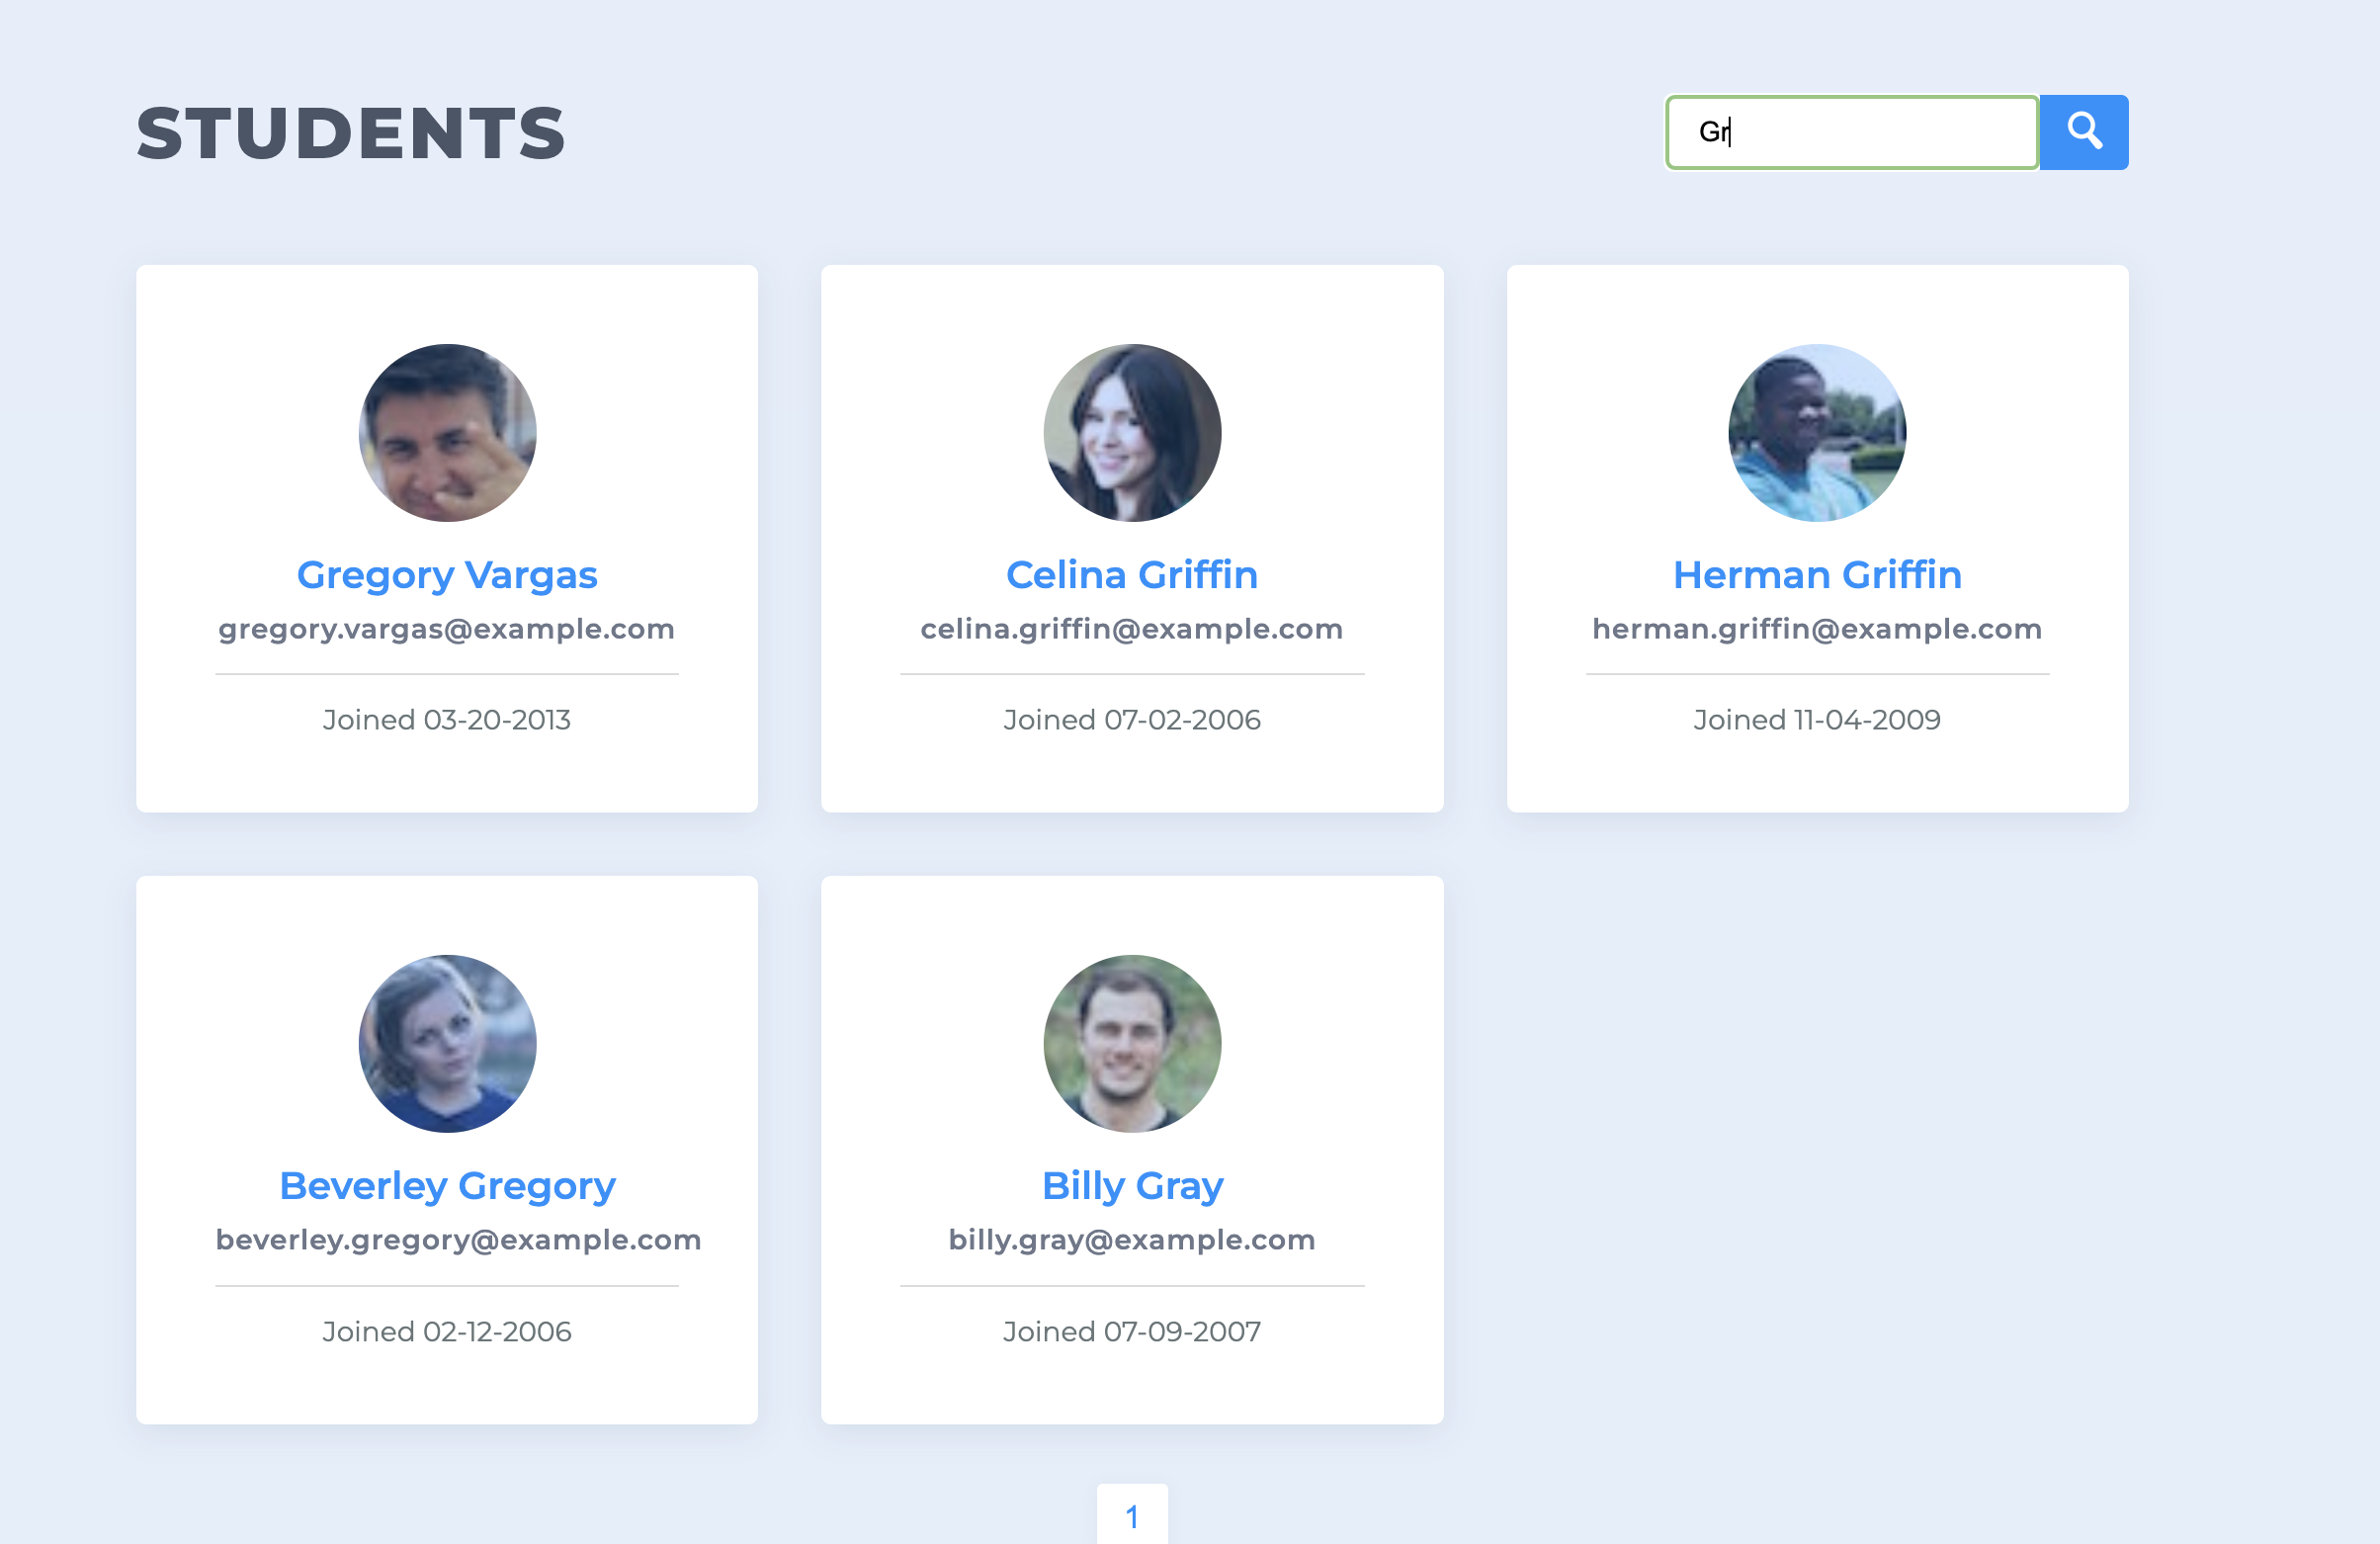 STUDENTS
Gr
Gregory Vargas
gregory.vargas@example.com
Joined 03-20-2013
Celina Griffin
celina.griffin@example.com
Joined 07-02-2006
Herman Griffin
herman.griffin@example.com
Joined 11-04-2009
Beverley Gregory
beverley.gregory@example.com
Joined 02-12-2006
Billy Gray
billy.gray@example.com
Joined 07-09-2007
1